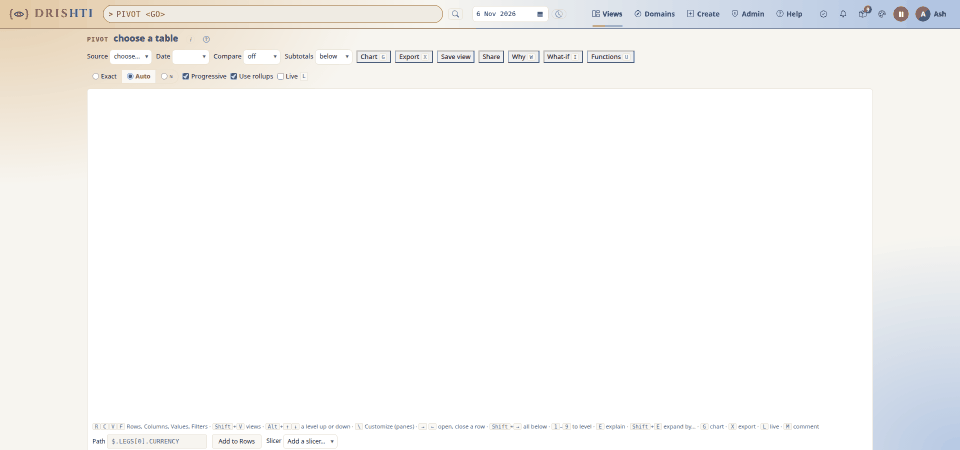 {👁} DRISHTI > PIVOT <GO> 6 Nov 2026 Views Domains Create Admin Help 8 A Ash
PIVOT choose a table
Source choose... Date Compare off Subtotals below Chart G Export X Save view Share Why W What-if I Functions U
Exact Auto ≈ Progressive Use rollups Live L
R C V F Rows, Columns, Values, Filters · Shift+V views · Alt+↑ ↓ a level up or down · \ Customize (panes) · → ← open, close a row · Shift+→ all below · 1–9 to level · E explain · Shift+E expand by… · G chart · X export · L live · M comment
Path $.LEGS[0].CURRENCY Add to Rows Slicer Add a slicer...